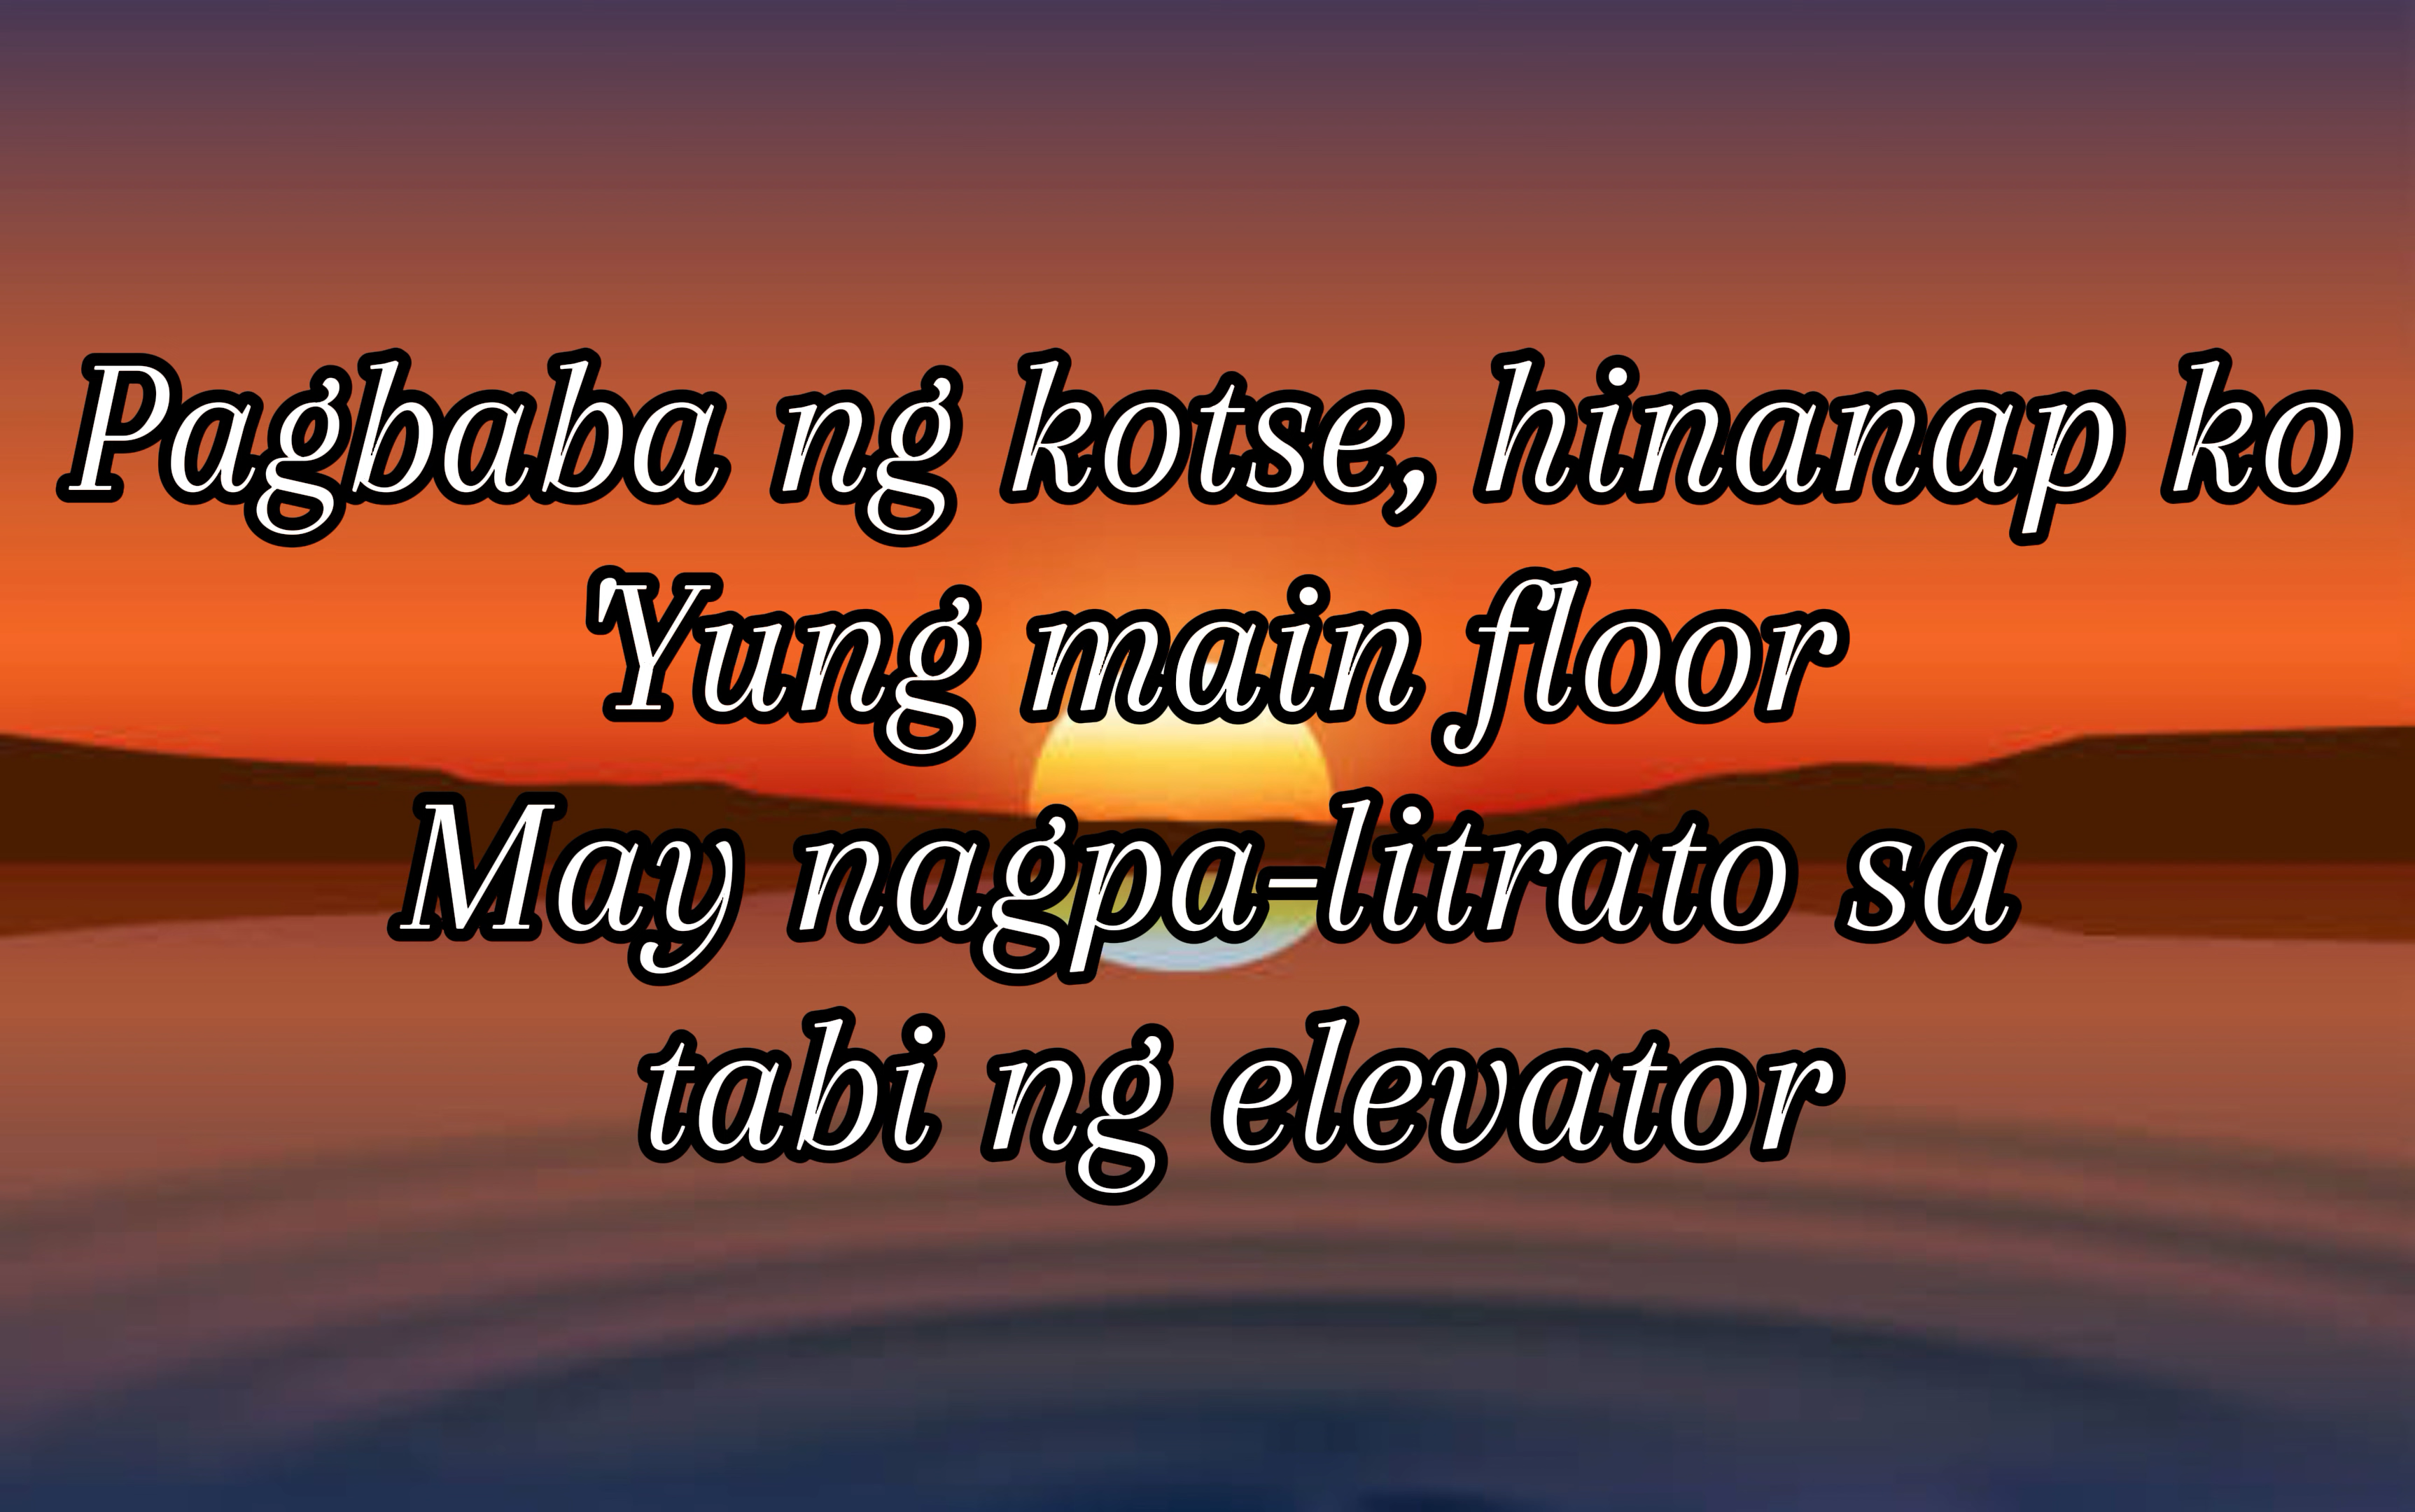 Pagbaba ng kotse, hinanap ko
'Yung main floor
May nagpa-litrato sa
tabi ng elevator